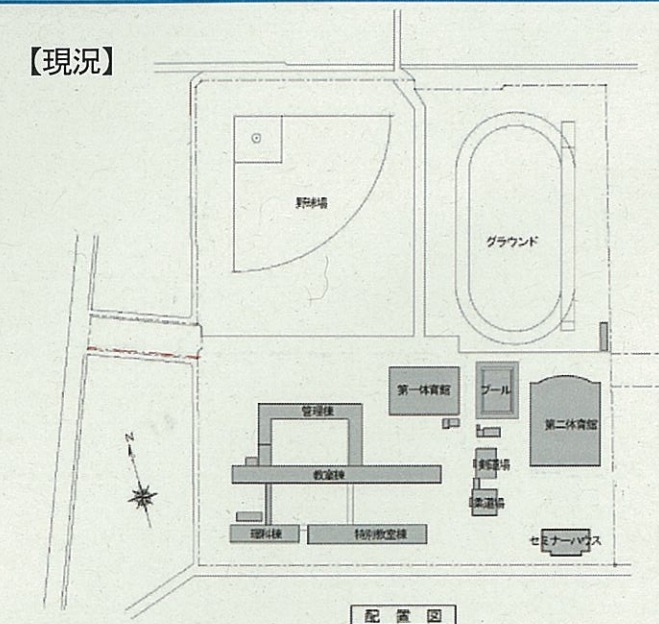 【現況】
野球場
グラウンド
第一体育館
プール
第二体育館
管理棟
教室棟
剣道場
柔道場
理科棟
特別教室棟
セミナーハウス
N
配置図